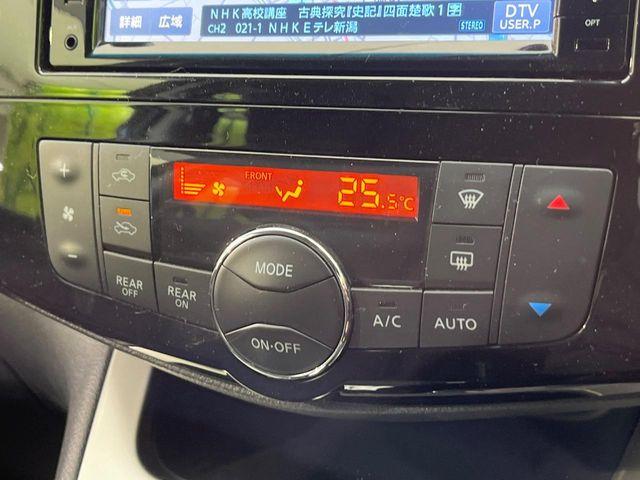 詳細 広域
NHK高校講座 古典探究『史記』四面楚歌1字
CH2 021-1 NHKEテレ新潟
STEREO
DTV
USER.P
OPT
FRONT
25.5℃
+
-
MODE
REAR
OFF
REAR
ON
ON·OFF
A/C
AUTO